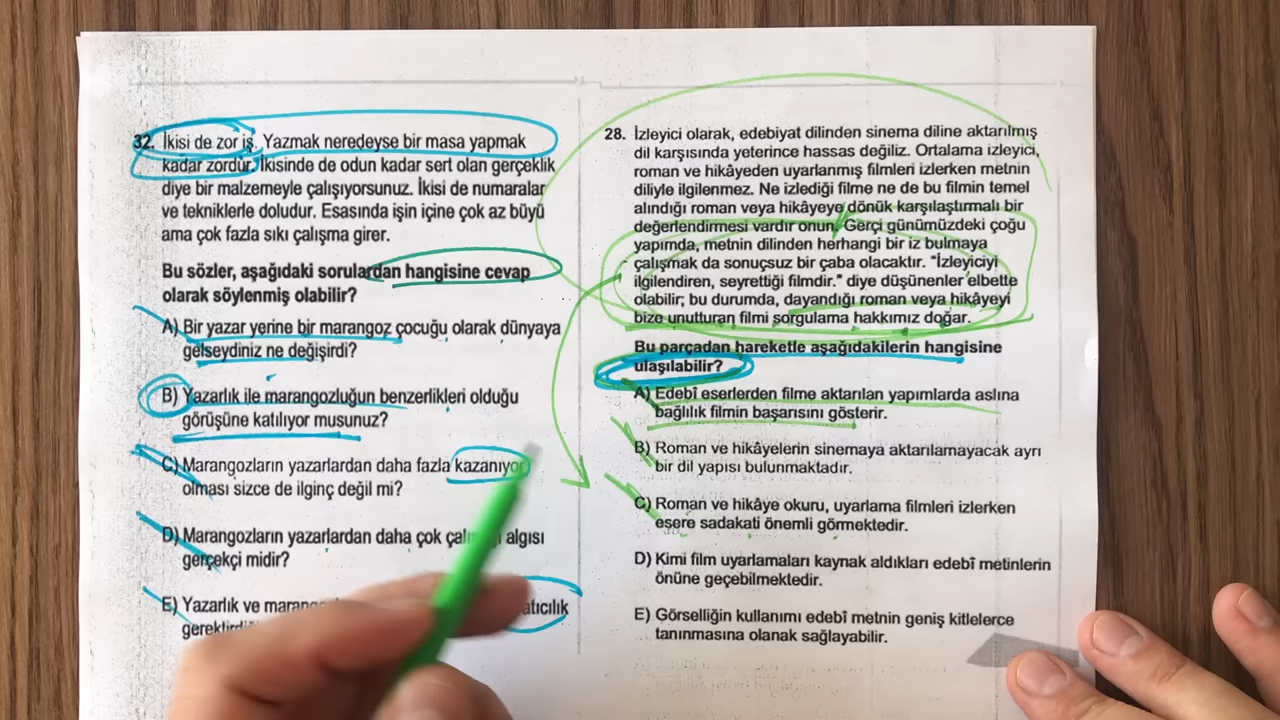 32. İkisi de zor iş. Yazmak neredeyse bir masa yapmak
kadar zordur. İkisinde de odun kadar sert olan gerçeklik
diye bir malzemeyle çalışıyorsunuz. İkisi de numaralar
ve tekniklerle doludur. Esasında işin içine çok az büyü
ama çok fazla sıkı çalışma girer.
Bu sözler, aşağıdaki sorulardan hangisine cevap
olarak söylenmiş olabilir?
A) Bir yazar yerine bir marangoz çocuğu olarak dünyaya
gelseydiniz ne değişirdi?
B) Yazarlık ile marangozluğun benzerlikleri olduğu
görüşüne katılıyor musunuz?
C) Marangozların yazarlardan daha fazla kazanıyor
olması sizce de ilginç değil mi?
D) Marangozların yazarlardan daha çok algısı
gerçekçi midir?
E) Yazarlık ve
28. İzleyici olarak, edebiyat dilinden sinema diline aktarılmış
dil karşısında yeterince hassas değiliz. Ortalama izleyici,
roman ve hikâyeden uyarlanmış filmleri izlerken metnin
diliyle ilgilenmez. Ne izlediği filme ne de bu filmin temel
alındığı roman veya hikâyeye dönük karşılaştırmalı bir
değerlendirmesi vardır onun. Gerçi günümüzdeki çoğu
yapımda, metnin dilinden herhangi bir iz bulmaya
çalışmak da sonuçsuz bir çaba olacaktır. "İzleyiciyi
ilgilendiren, seyrettiği filmdir." diye düşünenler elbette
olabilir; bu durumda, dayandığı roman veya hikâyeyi
bize unutturan filmi sorgulama hakkımız doğar.
Bu parçadan hareketle aşağıdakilerin hangisine
ulaşılabilir?
A) Edebî eserlerden filme aktarılan yapımlarda aslına
bağlılık filmin başarısını gösterir.
B) Roman ve hikâyelerin sinemaya aktarılamayacak ayrı
bir dil yapısı bulunmaktadır.
C) Roman ve hikâye okuru, uyarlama filmleri izlerken
esere sadakati önemli görmektedir.
D) Kimi film uyarlamaları kaynak aldıkları edebî metinlerin
önüne geçebilmektedir.
E) Görselliğin kullanımı edebî metnin geniş kitlelerce
tanınmasına olanak sağlayabilir.